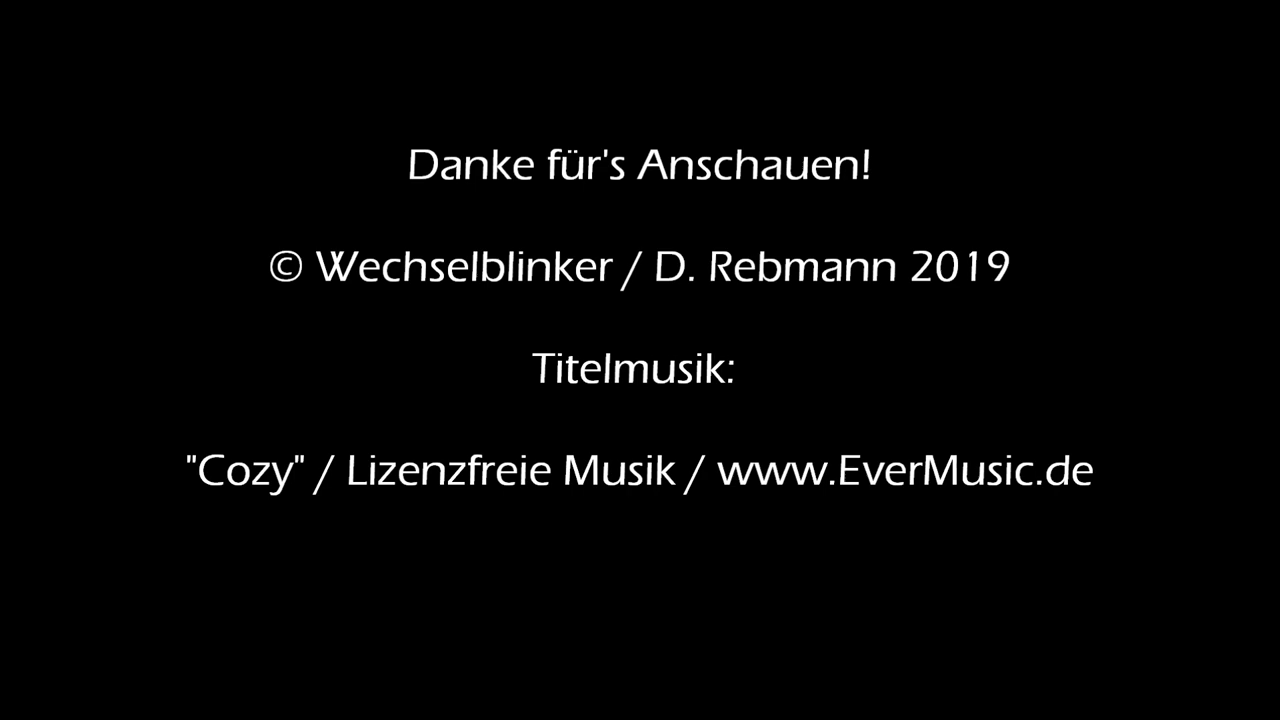 Danke für's Anschauen!
© Wechselblinker / D. Rebmann 2019
Titelmusik:
"Cozy" / Lizenzfreie Musik / www.EverMusic.de